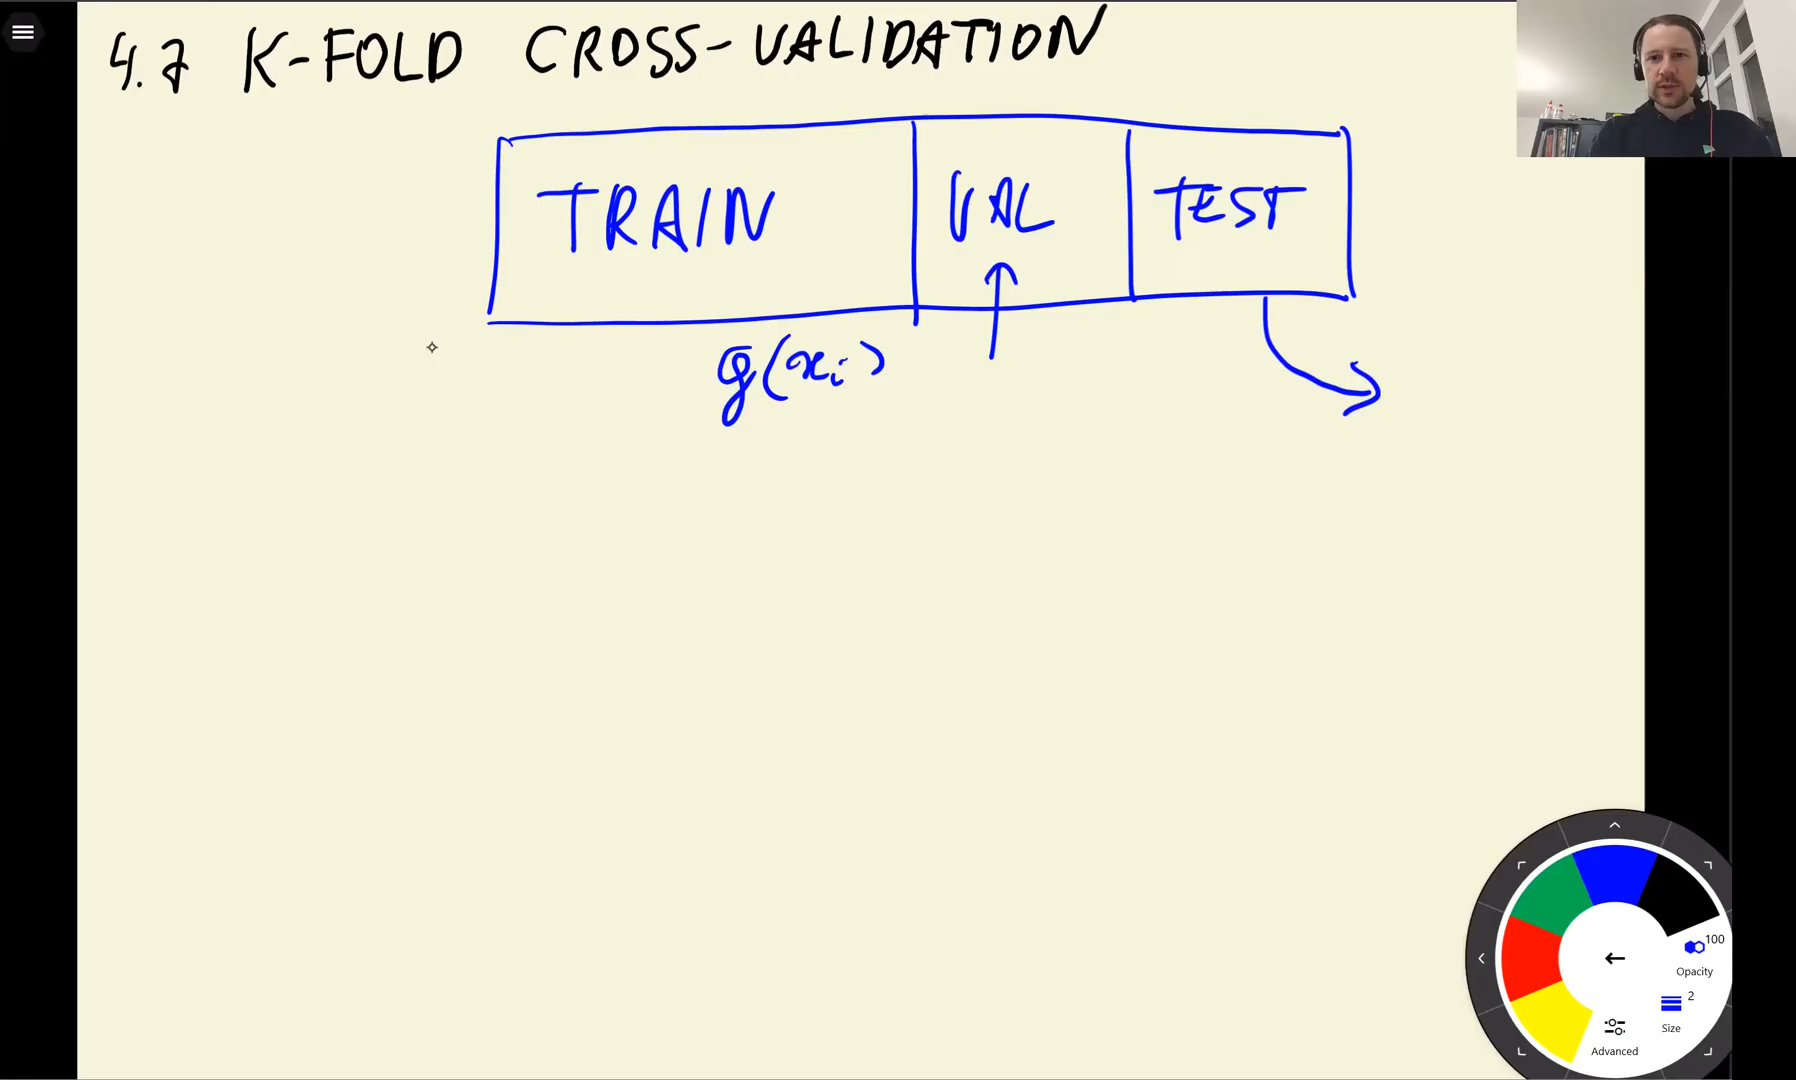 4.7 K-FOLD CROSS-VALIDATION
TRAIN VAL TEST
g(xi)
100
Opacity
2
Size
Advanced